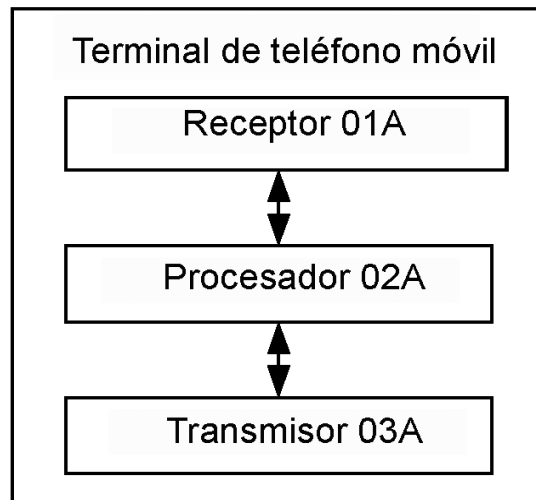 Terminal de teléfono móvil
Receptor 01A
Procesador 02A
Transmisor 03A